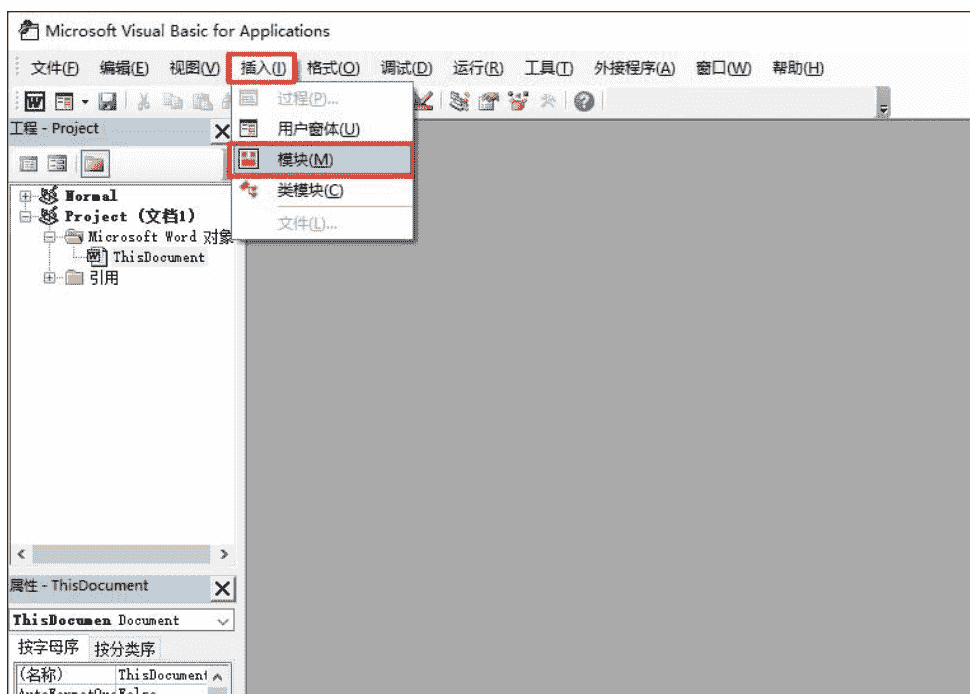 Microsoft Visual Basic for Applications
文件(F) 编辑(E) 视图(V) 插入(I) 格式(O) 调试(D) 运行(R) 工具(T) 外接程序(A) 窗口(W) 帮助(H)
过程(P)...
用户窗体(U)
模块(M)
类模块(C)
文件(L)...
工程 - Project
Normal
Project (文档1)
Microsoft Word 对象
ThisDocument
引用
属性 - ThisDocument
ThisDocumen Document
按字母序 按分类序
(名称) ThisDocument
False